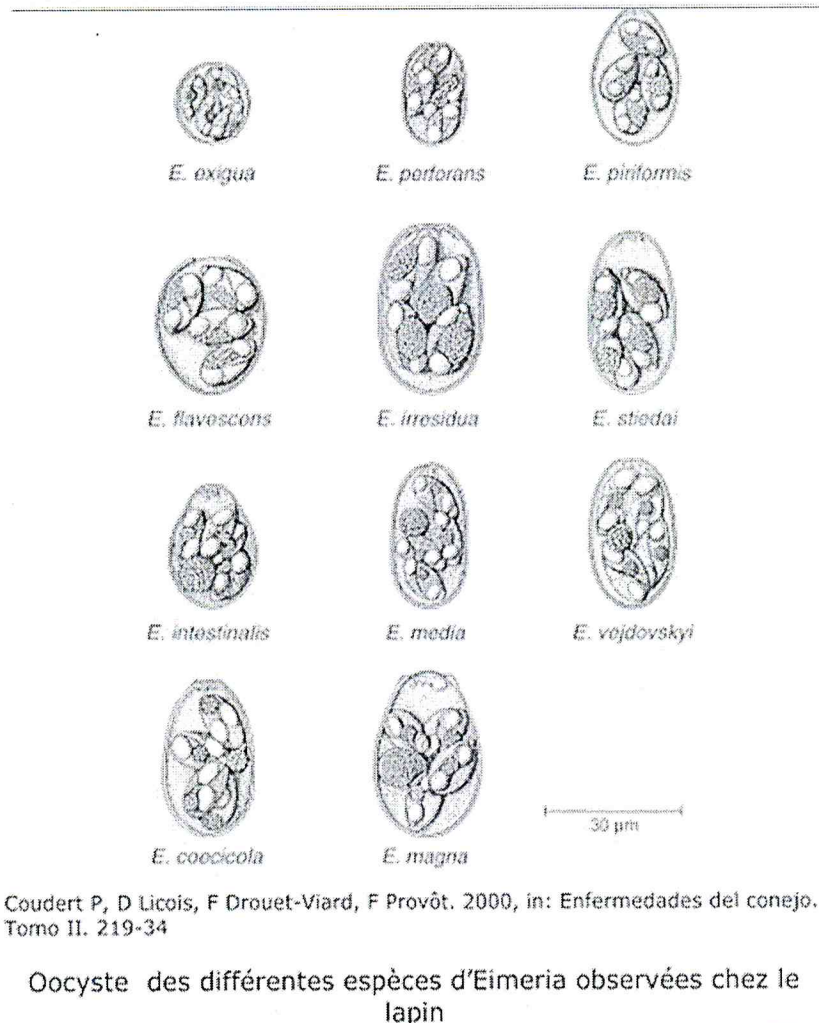 E. exigua E. perforans E. piriformis
E. flavescens E. irresidua E. stiedai
E. intestinalis E. media E. vejdovskyi
E. coecicola E. magna
30 µm
Coudert P, D Licois, F Drouet-Viard, F Provôt. 2000, in: Enfermedades del conejo.
Tomo II. 219-34
Oocyste des différentes espèces d'Eimeria observées chez le
lapin